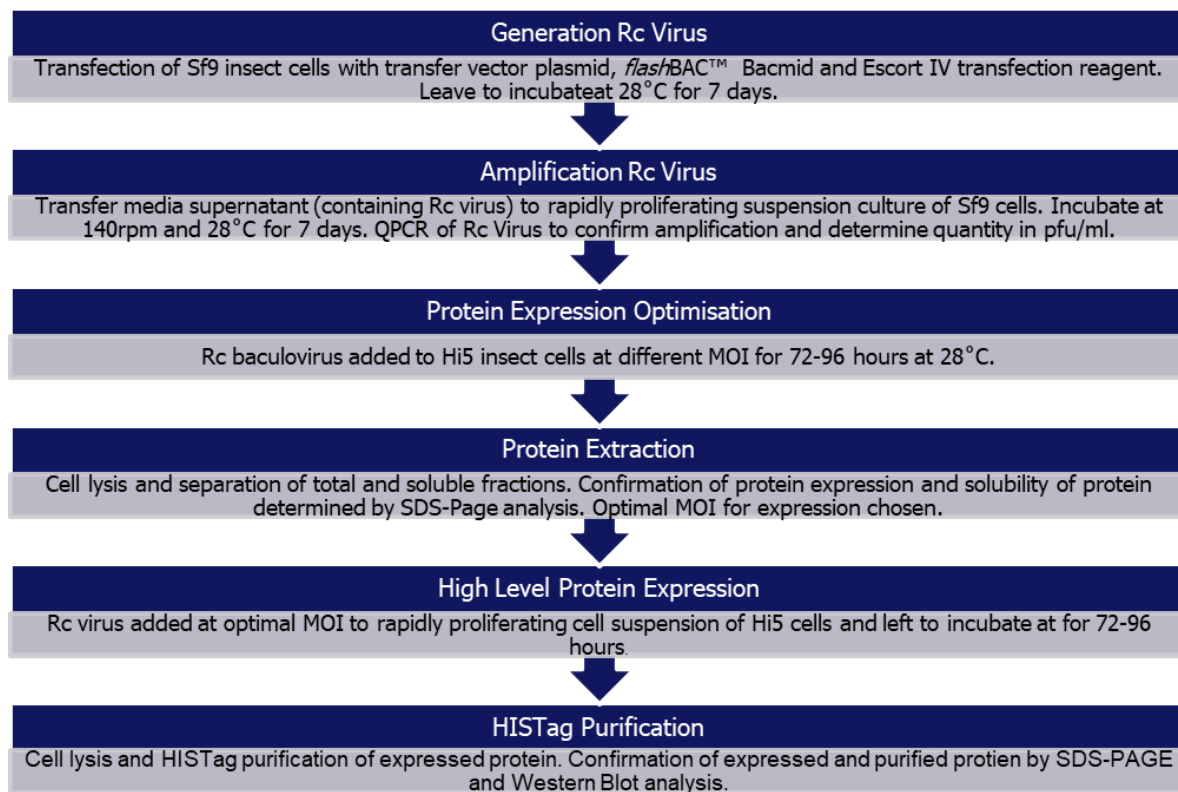 Generation Rc Virus
Transfection of Sf9 insect cells with transfer vector plasmid, flashBAC™ Bacmid and Escort IV transfection reagent.
Leave to incubateat 28°C for 7 days.
Amplification Rc Virus
Transfer media supernatant (containing Rc virus) to rapidly proliferating suspension culture of Sf9 cells. Incubate at
140rpm and 28°C for 7 days. QPCR of Rc Virus to confirm amplification and determine quantity in pfu/ml.
Protein Expression Optimisation
Rc baculovirus added to Hi5 insect cells at different MOI for 72-96 hours at 28°C.
Protein Extraction
Cell lysis and separation of total and soluble fractions. Confirmation of protein expression and solubility of protein
determined by SDS-Page analysis. Optimal MOI for expression chosen.
High Level Protein Expression
Rc virus added at optimal MOI to rapidly proliferating cell suspension of Hi5 cells and left to incubate at for 72-96
hours.
HISTag Purification
Cell lysis and HISTag purification of expressed protein. Confirmation of expressed and purified protien by SDS-PAGE
and Western Blot analysis.